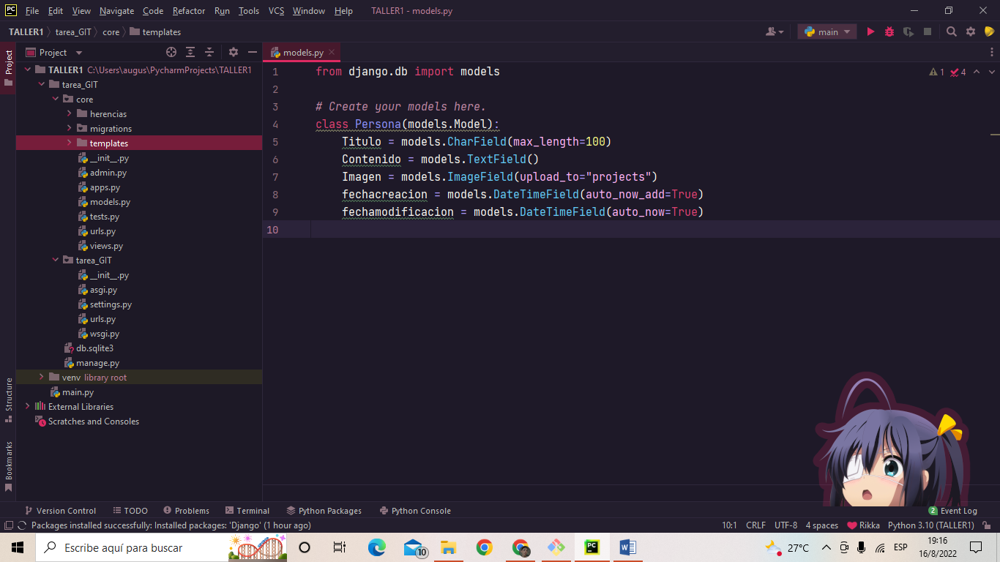 PC File Edit View Navigate Code Refactor Run Tools VCS Window Help TALLER1 - models.py
TALLER1 tarea_GIT core templates main
Project
Project
models.py
TALLER1 C:\Users\augus\PycharmProjects\TALLER1
tarea_GIT
core
herencias
migrations
templates
__init__.py
admin.py
apps.py
models.py
tests.py
urls.py
views.py
tarea_GIT
__init__.py
asgi.py
settings.py
urls.py
wsgi.py
db.sqlite3
manage.py
venv library root
main.py
External Libraries
Scratches and Consoles
Structure
Bookmarks
1 from django.db import models
2
3 # Create your models here.
4 class Persona(models.Model):
5 Titulo = models.CharField(max_length=100)
6 Contenido = models.TextField()
7 Imagen = models.ImageField(upload_to="projects")
8 fechacreacion = models.DateTimeField(auto_now_add=True)
9 fechamodificacion = models.DateTimeField(auto_now=True)
10
1 4
Version Control TODO Problems Terminal Python Packages Python Console 2 Event Log
Packages installed successfully: Installed packages: 'Django' (1 hour ago) 10:1 CRLF UTF-8 4 spaces Rikka Python 3.10 (TALLER1)
Escribe aquí para buscar 10 PC W 27°C ESP 19:16
16/8/2022